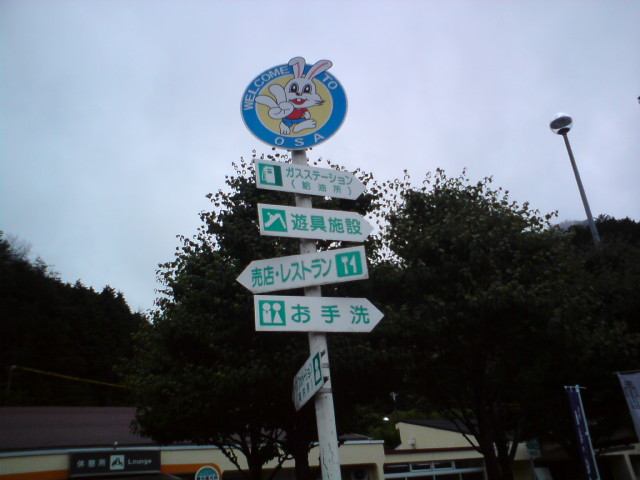 WELCOME TO
OSA
ガスステーション
(給油所)
遊具施設
売店・レストラン
お手洗
休憩所 Lounge